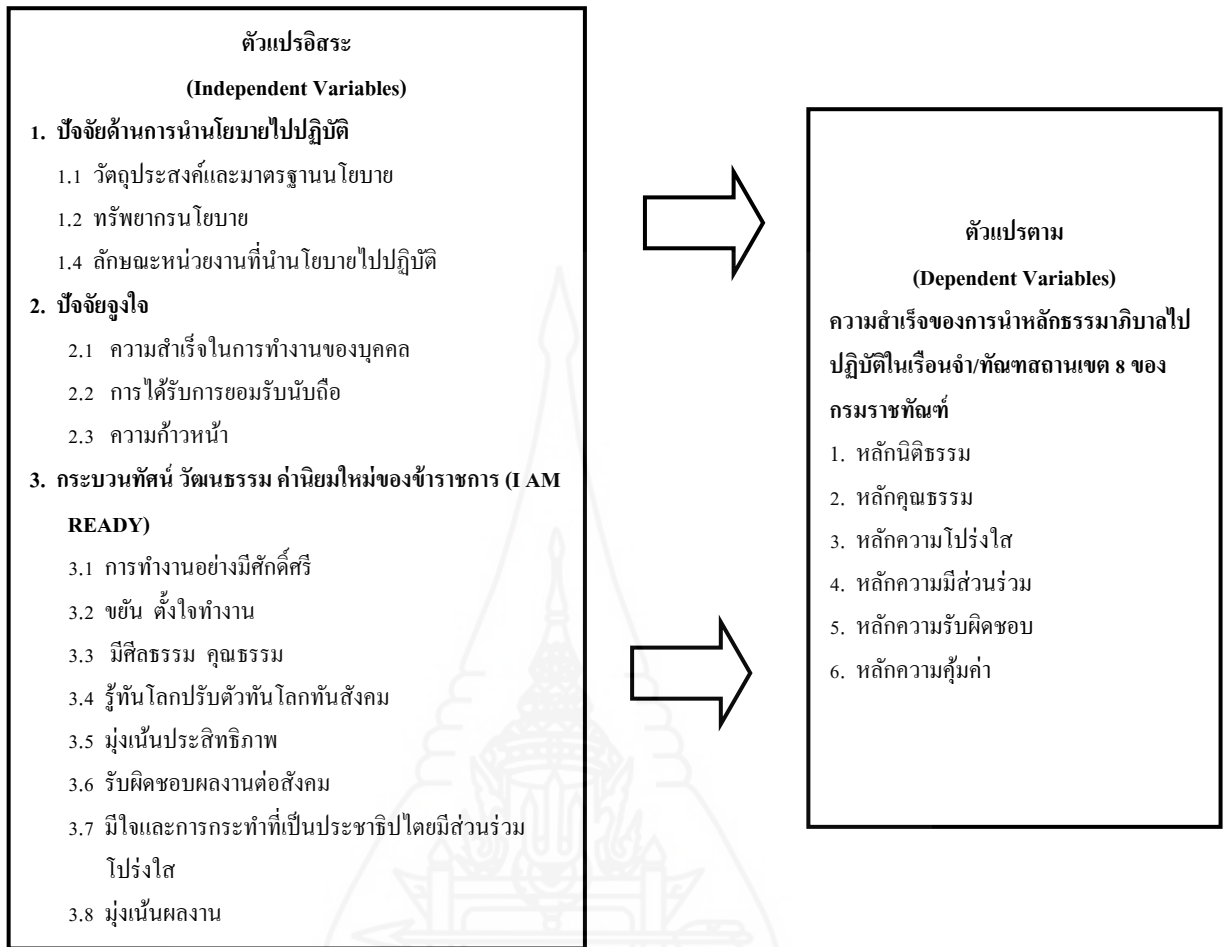 ตัวแปรอิสระ
(Independent Variables)
1. ปัจจัยด้านการนำนโยบายไปปฏิบัติ
1.1 วัตถุประสงค์และมาตรฐานนโยบาย
1.2 ทรัพยากรนโยบาย
1.4 ลักษณะหน่วยงานที่นำนโยบายไปปฏิบัติ
2. ปัจจัยจูงใจ
2.1 ความสำเร็จในการทำงานของบุคคล
2.2 การได้รับการยอมรับนับถือ
2.3 ความก้าวหน้า
3. กระบวนทัศน์ วัฒนธรรม ค่านิยมใหม่ของข้าราชการ (I AM
READY)
3.1 การทำงานอย่างมีศักดิ์ศรี
3.2 ขยัน ตั้งใจทำงาน
3.3 มีศีลธรรม คุณธรรม
3.4 รู้ทันโลกปรับตัวทันโลกทันสังคม
3.5 มุ่งเน้นประสิทธิภาพ
3.6 รับผิดชอบผลงานต่อสังคม
3.7 มีใจและการกระทำที่เป็นประชาธิปไตยมีส่วนร่วม
โปร่งใส
3.8 มุ่งเน้นผลงาน
ตัวแปรตาม
(Dependent Variables)
ความสำเร็จของการนำหลักธรรมาภิบาลไป
ปฏิบัติในเรือนจำ/ทัณฑสถานเขต 8 ของ
กรมราชทัณฑ์
1. หลักนิติธรรม
2. หลักคุณธรรม
3. หลักความโปร่งใส
4. หลักความมีส่วนร่วม
5. หลักความรับผิดชอบ
6. หลักความคุ้มค่า